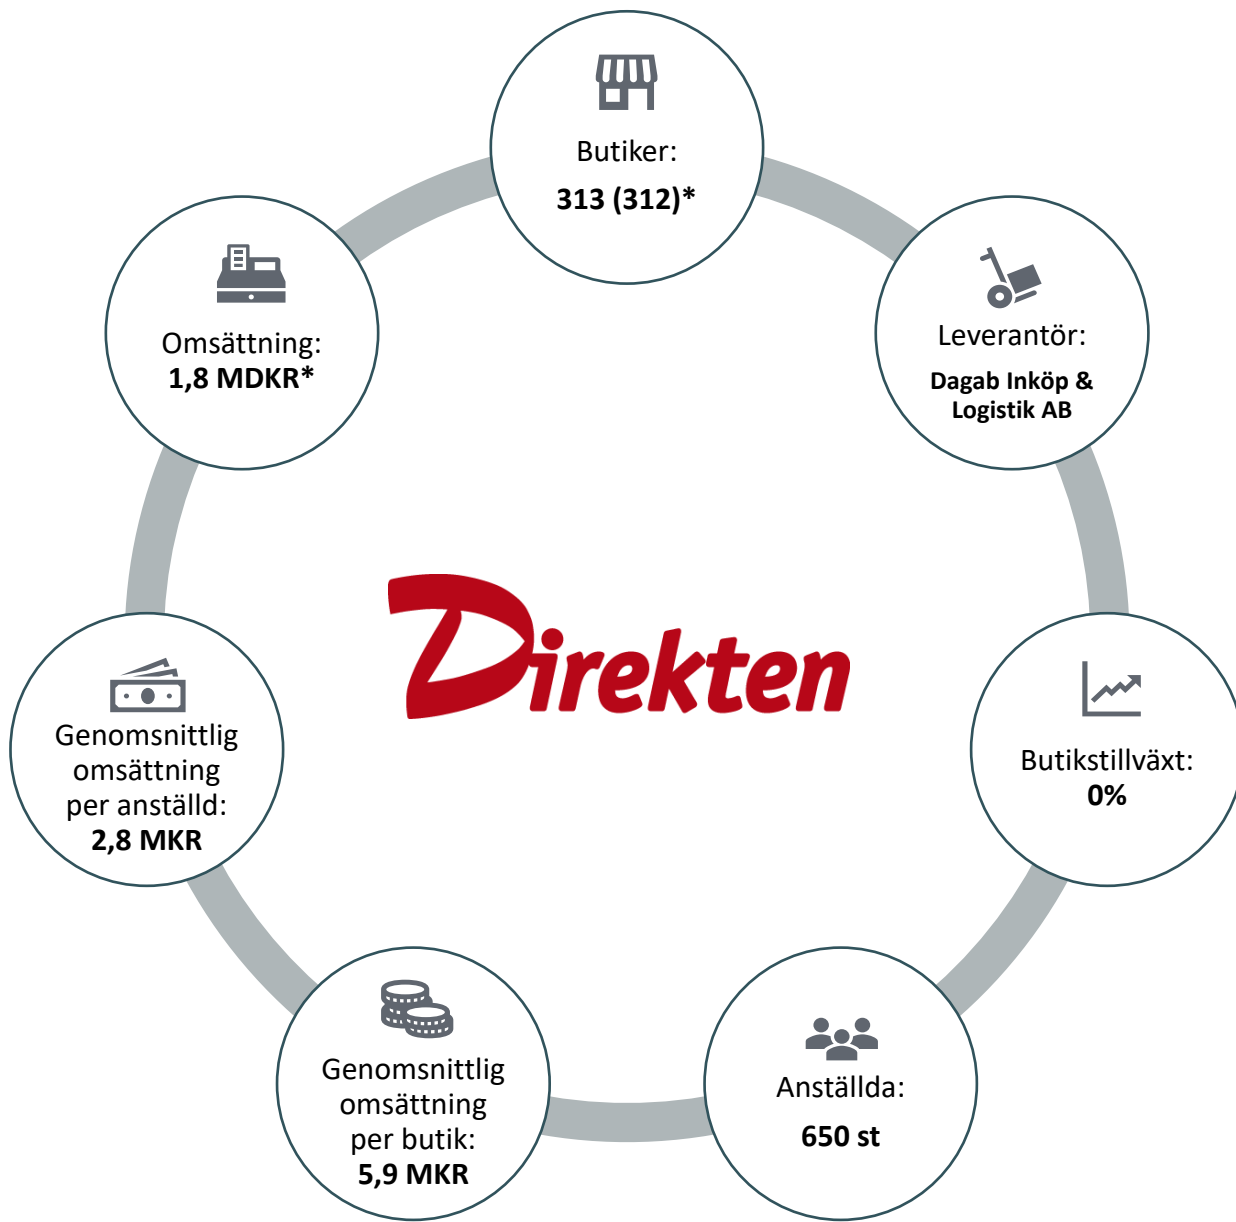 Butiker:
313 (312)*
Leverantör:
Dagab Inköp &
Logistik AB
Butikstillväxt:
0%
Anställda:
650 st
Genomsnittlig
omsättning
per butik:
5,9 MKR
Genomsnittlig
omsättning
per anställd:
2,8 MKR
Omsättning:
1,8 MDKR*
Direkten